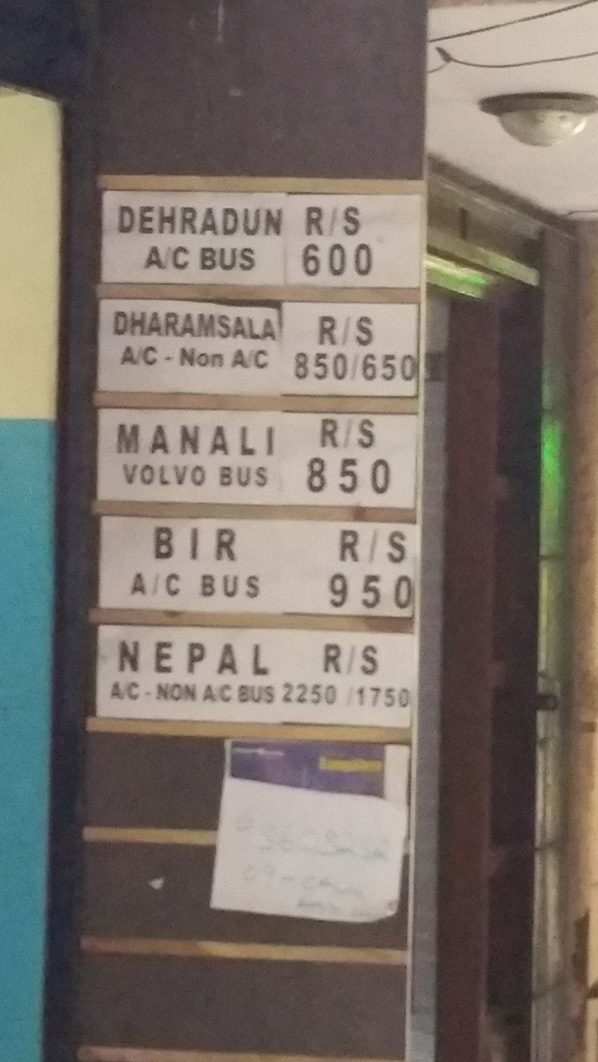 DEHRADUN R/S
A/C BUS 600
DHARAMSALA R/S
A/C - Non A/C 850/650
MANALI R/S
VOLVO BUS 850
BIR R/S
A/C BUS 950
NEPAL R/S
A/C - NON A/C BUS 2250 /1750